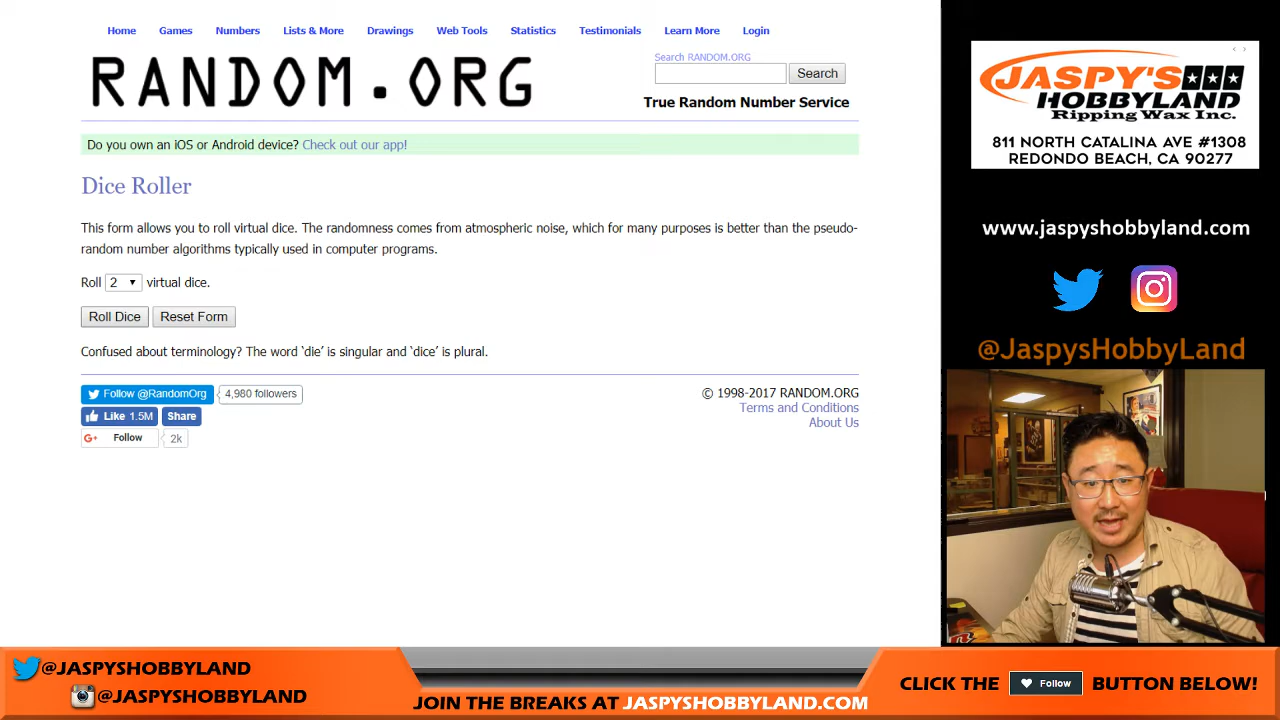 Home Games Numbers Lists & More Drawings Web Tools Statistics Testimonials Learn More Login
RANDOM.ORG
Search RANDOM.ORG
Search
True Random Number Service
Do you own an iOS or Android device? Check out our app!
Dice Roller
This form allows you to roll virtual dice. The randomness comes from atmospheric noise, which for many purposes is better than the pseudo-
random number algorithms typically used in computer programs.
Roll 2 virtual dice.
Roll Dice Reset Form
Confused about terminology? The word ‘die’ is singular and ‘dice’ is plural.
Follow @RandomOrg 4,980 followers
Like 1.5M Share
G+ Follow 2k
© 1998-2017 RANDOM.ORG
Terms and Conditions
About Us
JASPY'S
HOBBYLAND
Ripping Wax Inc.
811 NORTH CATALINA AVE #1308
REDONDO BEACH, CA 90277
www.jaspyshobbyland.com
@JaspysHobbyLand
@JASPYSHOBBYLAND
@JASPYSHOBBYLAND
JOIN THE BREAKS AT JASPYSHOBBYLAND.COM
CLICK THE Follow BUTTON BELOW!